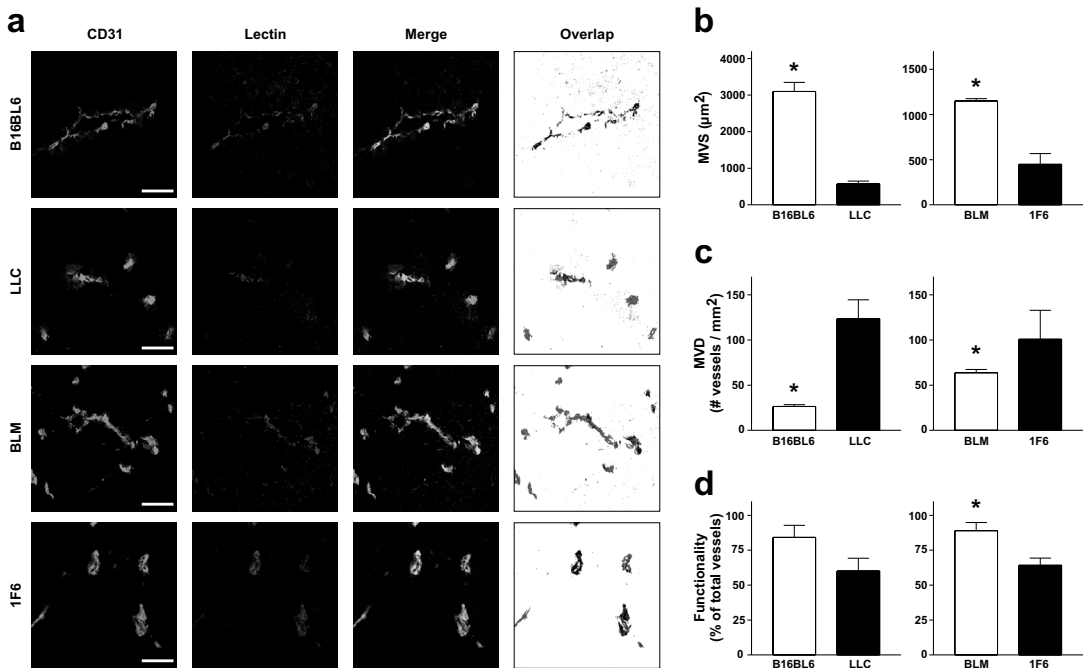 a
CD31 Lectin Merge Overlap
B16BL6
LLC
BLM
1F6
b
MVS (µm²)
4000
3000
2000
1000
0
*
B16BL6 LLC
1500
1000
500
0
*
BLM 1F6
c
MVD
(# vessels / mm²)
150
100
50
0
*
B16BL6 LLC
150
100
50
0
*
BLM 1F6
d
Functionality
(% of total vessels)
100
75
50
25
0
B16BL6 LLC
100
75
50
25
0
*
BLM 1F6